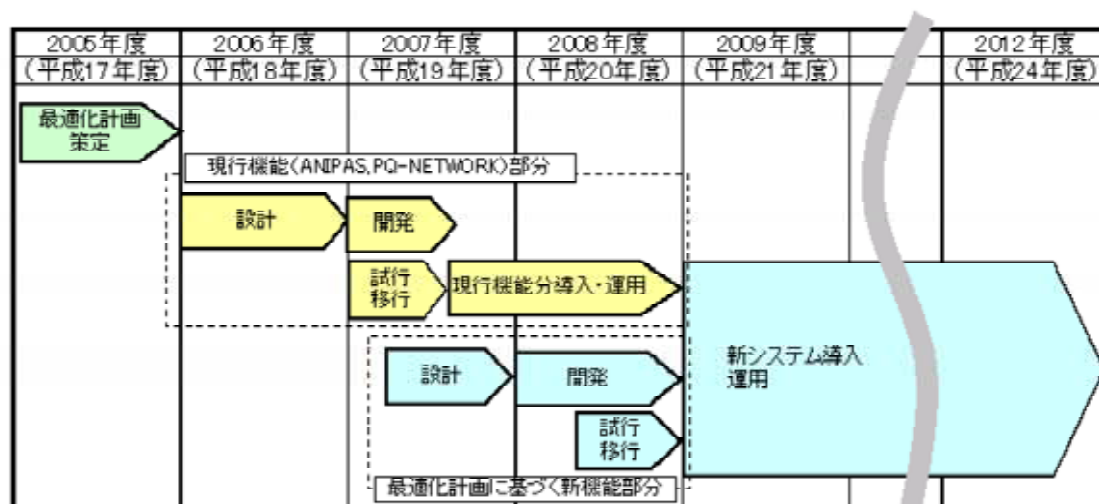 2005年度 2006年度 2007年度 2008年度 2009年度 2012年度
(平成17年度) (平成18年度) (平成19年度) (平成20年度) (平成21年度) (平成24年度)
最適化計画
策定
現行機能(ANIPAS,PQ-NETWORK)部分
設計 開発
試行
移行
現行機能分導入・運用
設計 開発
新システム導入
運用
試行
移行
最適化計画に基づく新機能部分